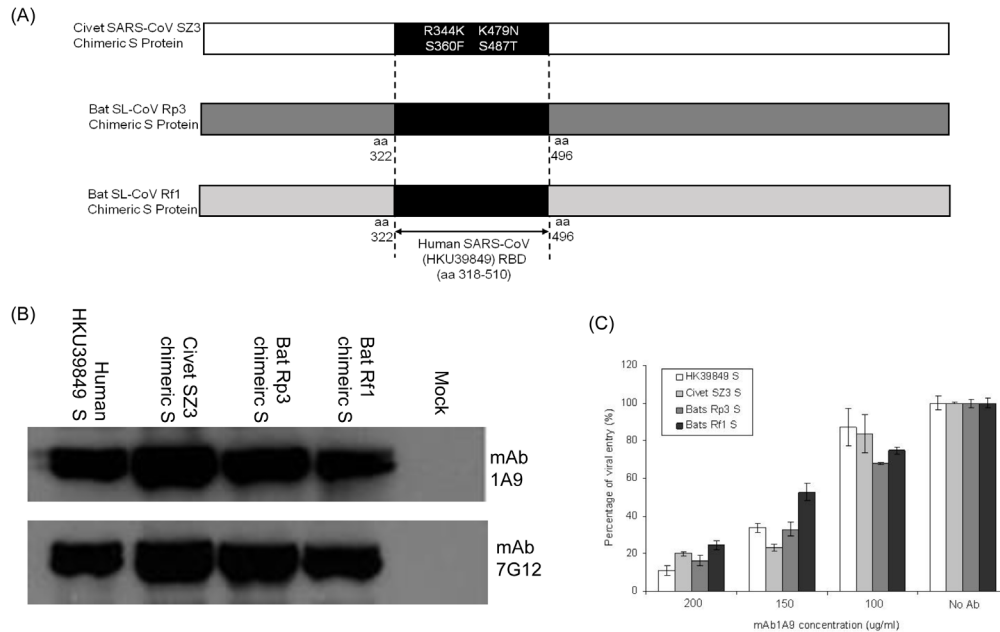 (A)
Civet SARS-CoV SZ3
Chimeric S Protein
R344K K479N
S360F S487T
Bat SL-CoV Rp3
Chimeric S Protein
aa
322
aa
496
Bat SL-CoV Rf1
Chimeric S Protein
aa
322
aa
496
Human SARS-CoV
(HKU39849) RBD
(aa 318-510)
(B)
Human
HKU39849 S
Civet SZ3
chimeric S
Bat Rp3
chimeirc S
Bat Rf1
chimeirc S
Mock
mAb
1A9
mAb
7G12
(C)
Percentage of viral entry (%)
120
100
80
60
40
20
0
HK39849 S
Civet SZ3 S
Bats Rp3 S
Bats Rf1 S
200 150 100 No Ab
mAb1A9 concentration (ug/ml)